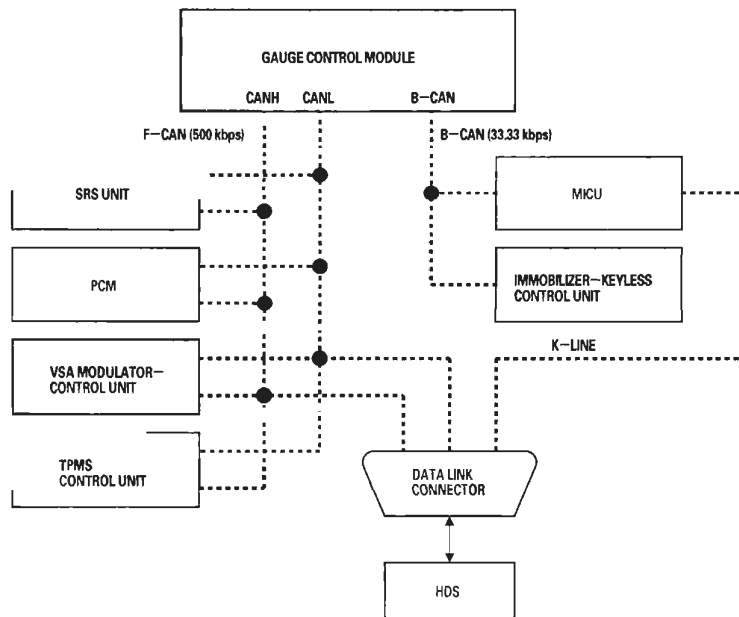 GAUGE CONTROL MODULE
CANH CANL B-CAN
F-CAN (500 kbps)
B-CAN (33.33 kbps)
SRS UNIT
MICU
PCM
IMMOBILIZER-KEYLESS
CONTROL UNIT
K-LINE
VSA MODULATOR-
CONTROL UNIT
TPMS
CONTROL UNIT
DATA LINK
CONNECTOR
HDS